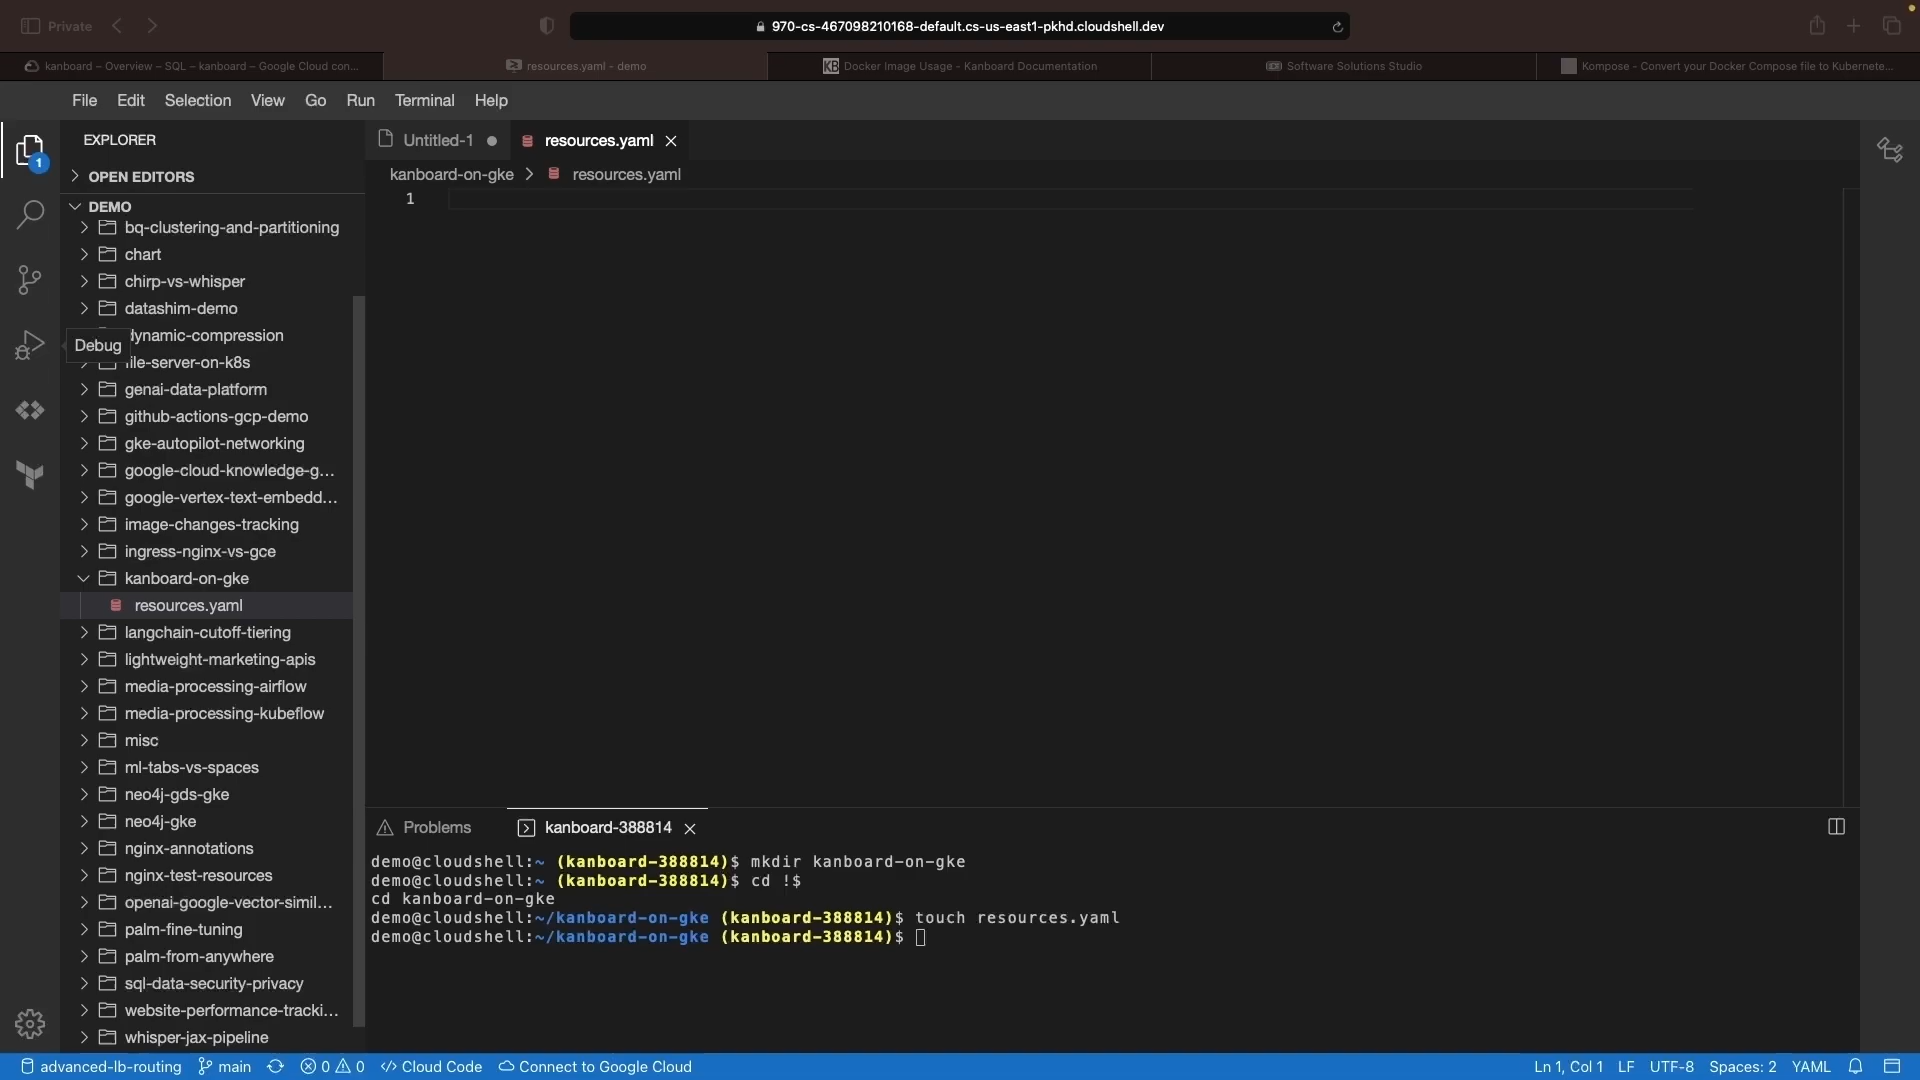 Private
970-cs-467098210168-default.cs-us-east1-pkhd.cloudshell.dev
kanboard – Overview – SQL – kanboard – Google Cloud con...
resources.yaml - demo
KB Docker Image Usage - Kanboard Documentation
Software Solutions Studio
Kompose - Convert your Docker Compose file to Kubernete...
File Edit Selection View Go Run Terminal Help
EXPLORER
1
OPEN EDITORS
DEMO
bq-clustering-and-partitioning
chart
chirp-vs-whisper
datashim-demo
dynamic-compression
Debug
file-server-on-k8s
genai-data-platform
github-actions-gcp-demo
gke-autopilot-networking
google-cloud-knowledge-g...
google-vertex-text-embedd...
image-changes-tracking
ingress-nginx-vs-gce
kanboard-on-gke
resources.yaml
langchain-cutoff-tiering
lightweight-marketing-apis
media-processing-airflow
media-processing-kubeflow
misc
ml-tabs-vs-spaces
neo4j-gds-gke
neo4j-gke
nginx-annotations
nginx-test-resources
openai-google-vector-simil...
palm-fine-tuning
palm-from-anywhere
sql-data-security-privacy
website-performance-tracki...
whisper-jax-pipeline
Untitled-1
resources.yaml
kanboard-on-gke > resources.yaml
1
Problems
kanboard-388814
demo@cloudshell:~ (kanboard-388814)$ mkdir kanboard-on-gke
demo@cloudshell:~ (kanboard-388814)$ cd !$
cd kanboard-on-gke
demo@cloudshell:~/kanboard-on-gke (kanboard-388814)$ touch resources.yaml
demo@cloudshell:~/kanboard-on-gke (kanboard-388814)$
advanced-lb-routing main 0 0 </> Cloud Code Connect to Google Cloud
Ln 1, Col 1 LF UTF-8 Spaces: 2 YAML